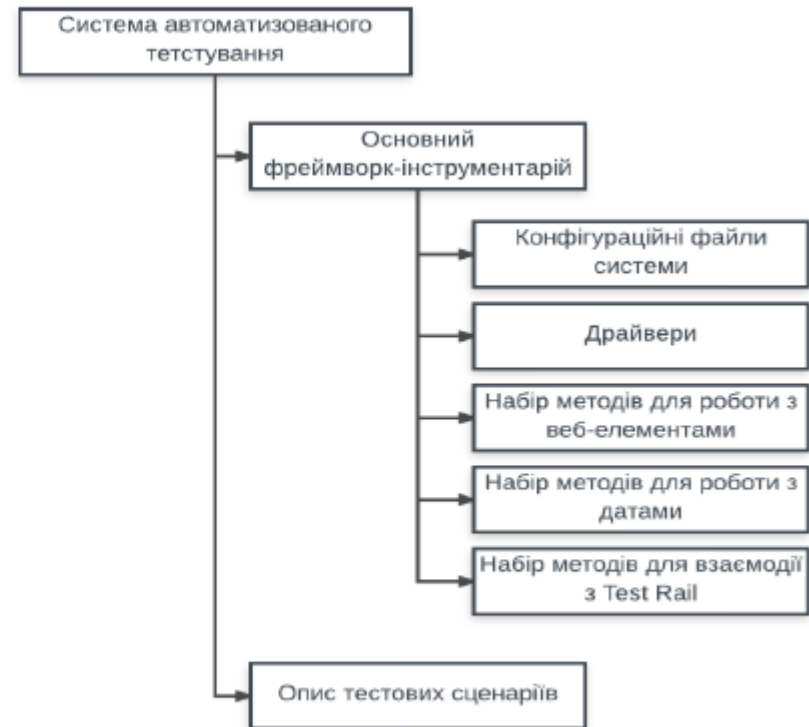 Система автоматизованого
тетстування
Основний
фреймворк-інструментарій
Конфігураційні файли
системи
Драйвери
Набір методів для роботи з
веб-елементами
Набір методів для роботи з
датами
Набір методів для взаємодії
з Test Rail
Опис тестових сценаріїв